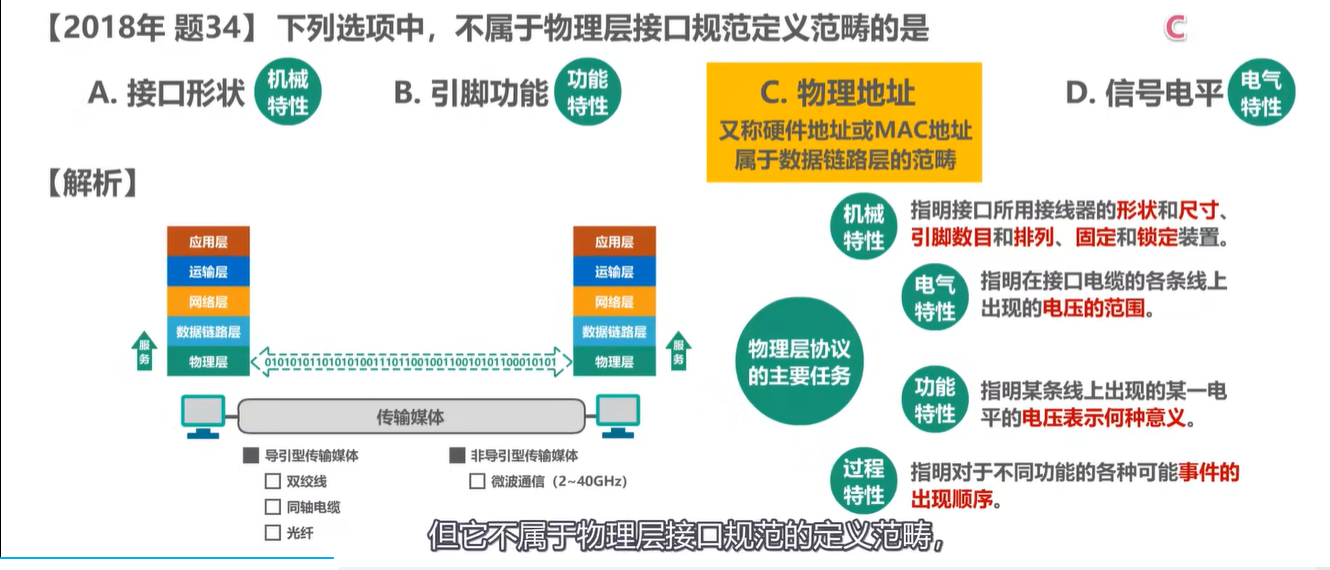 【2018年 题34】下列选项中，不属于物理层接口规范定义范畴的是
C
A. 接口形状
机械
特性
B. 引脚功能
功能
特性
C. 物理地址
又称硬件地址或MAC地址
属于数据链路层的范畴
D. 信号电平
电气
特性
【解析】
应用层
运输层
网络层
数据链路层
物理层
服
务
0101010110101010011101100100110010101100010101
应用层
运输层
网络层
数据链路层
物理层
服
务
传输媒体
导引型传输媒体
双绞线
同轴电缆
光纤
非导引型传输媒体
微波通信（2~40GHz）
物理层协议
的主要任务
机械
特性
指明接口所用接线器的形状和尺寸、
引脚数目和排列、固定和锁定装置。
电气
特性
指明在接口电缆的各条线上
出现的电压的范围。
功能
特性
指明某条线上出现的某一电
平的电压表示何种意义。
过程
特性
指明对于不同功能的各种可能事件的
出现顺序。
但它不属于物理层接口规范的定义范畴，